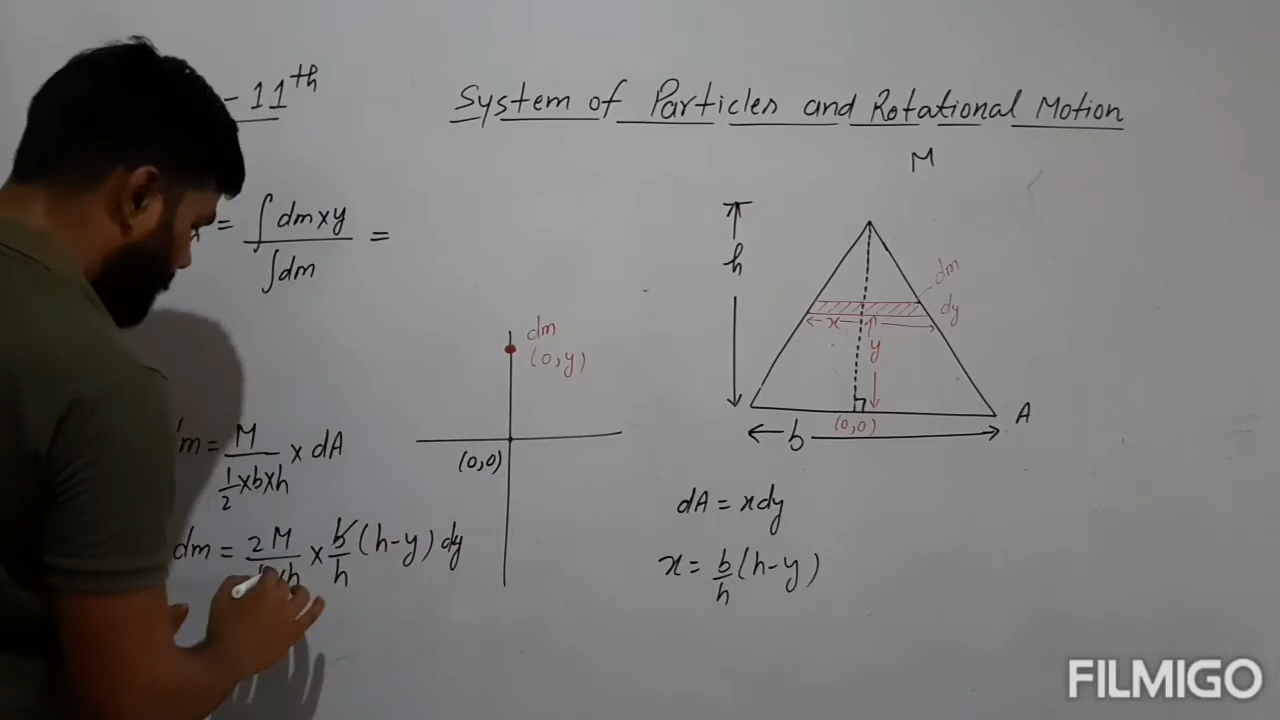 - 11th
System of Particles and Rotational Motion
M
= ∫dm×y / ∫dm =
h
dm
dy
x
y
dm
(0,y)
(0,0)
A
b
(0,0)
m = M / ½×b×h × dA
dm = 2M / b×h × b/h (h-y) dy
dA = xdy
x = b/h (h-y)
FILMIGO